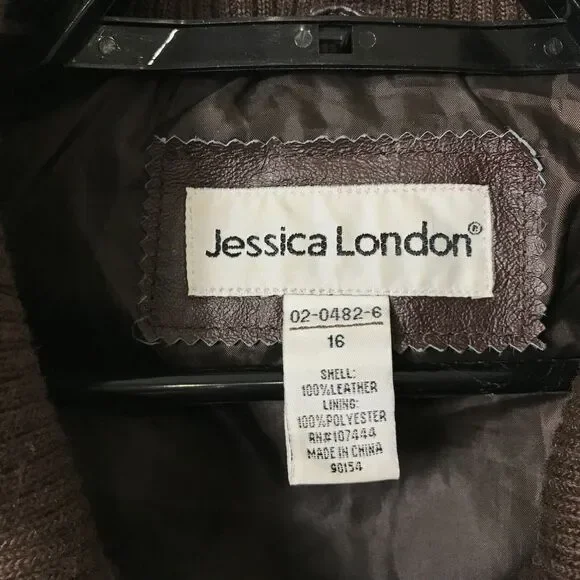 Jessica London®
02-0482-6
16
SHELL:
100%LEATHER
LINING:
100%POLYESTER
RN#107444
MADE IN CHINA
90154